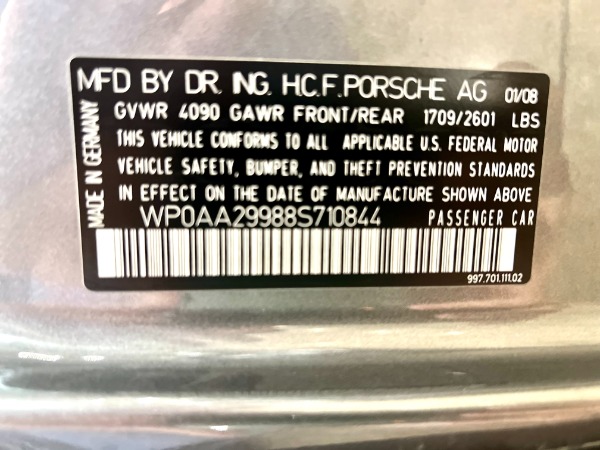 MFD BY DR. ING. H.C.F. PORSCHE AG 01/08
GVWR 4090 GAWR FRONT/REAR 1709/2601 LBS
THIS VEHICLE CONFORMS TO ALL APPLICABLE U.S. FEDERAL MOTOR
VEHICLE SAFETY, BUMPER, AND THEFT PREVENTION STANDARDS
IN EFFECT ON THE DATE OF MANUFACTURE SHOWN ABOVE
WP0AA29988S710844 PASSENGER CAR
997.701.111.02
MADE IN GERMANY